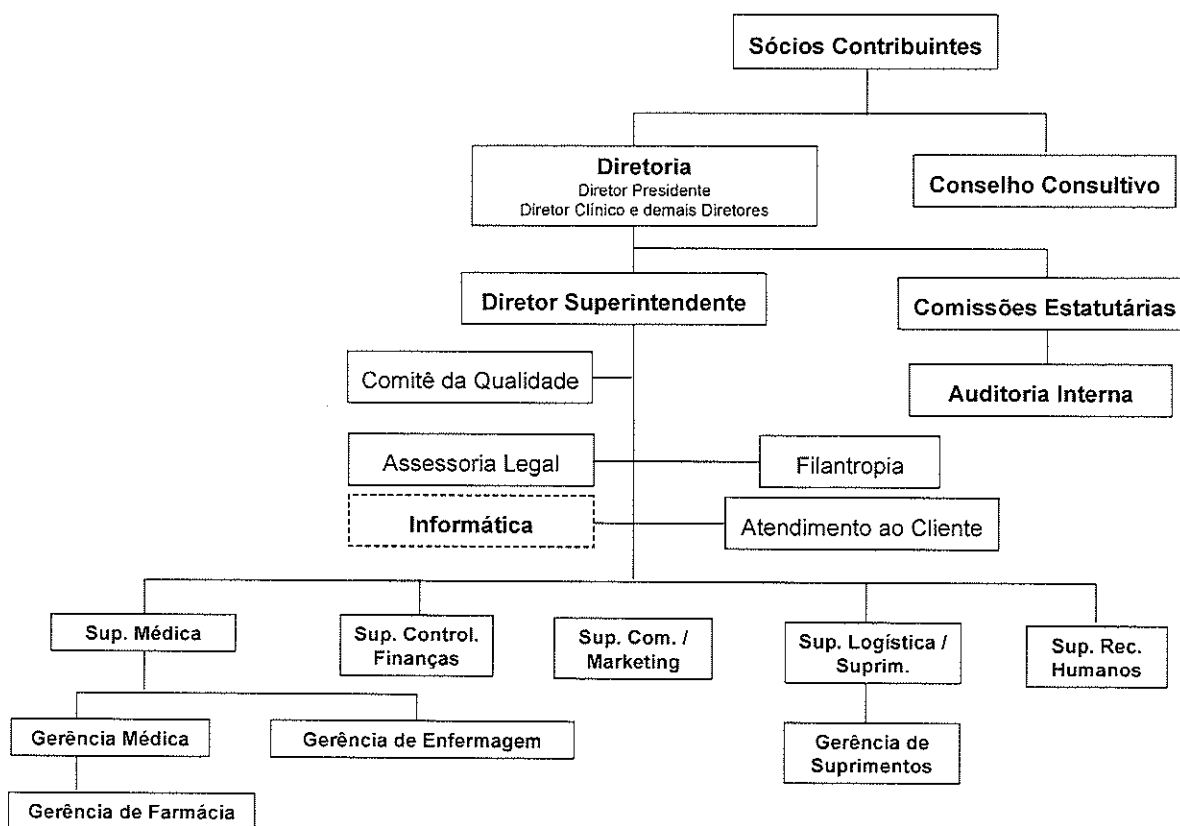 Sócios Contribuintes
Diretoria
Diretor Presidente
Diretor Clínico e demais Diretores
Conselho Consultivo
Diretor Superintendente
Comissões Estatutárias
Comitê da Qualidade
Auditoria Interna
Assessoria Legal
Filantropia
Informática
Atendimento ao Cliente
Sup. Médica
Sup. Control.
Finanças
Sup. Com. /
Marketing
Sup. Logística /
Suprim.
Sup. Rec.
Humanos
Gerência Médica
Gerência de Enfermagem
Gerência de
Suprimentos
Gerência de Farmácia